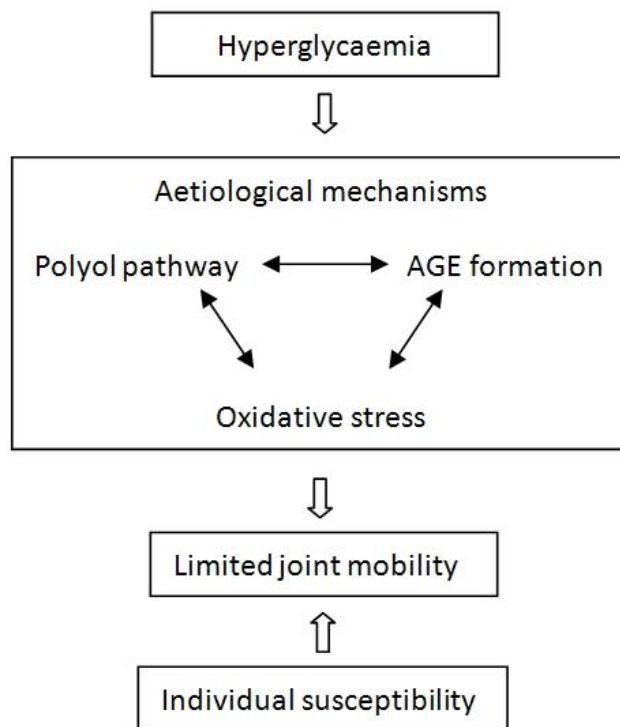 Hyperglycaemia
Aetiological mechanisms
Polyol pathway AGE formation
Oxidative stress
Limited joint mobility
Individual susceptibility